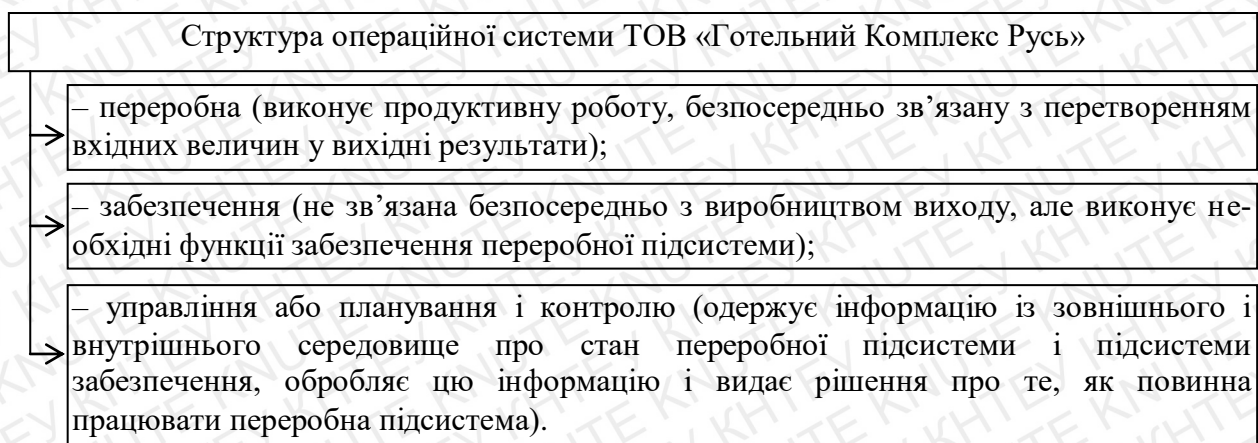 Структура операційної системи ТОВ «Готельний Комплекс Русь»
– переробна (виконує продуктивну роботу, безпосередньо зв’язану з перетворенням
вхідних величин у вихідні результати);
– забезпечення (не зв’язана безпосередньо з виробництвом виходу, але виконує не-
обхідні функції забезпечення переробної підсистеми);
– управління або планування і контролю (одержує інформацію із зовнішнього і
внутрішнього середовище про стан переробної підсистеми і підсистеми
забезпечення, обробляє цю інформацію і видає рішення про те, як повинна
працювати переробна підсистема).